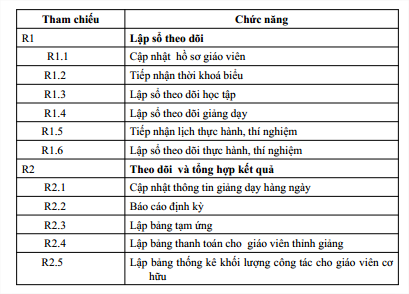 Tham chiếu Chức năng
R1 Lập sổ theo dõi
R1.1 Cập nhật hồ sơ giáo viên
R1.2 Tiếp nhận thời khoá biểu
R1.3 Lập sổ theo dõi học tập
R1.4 Lập sổ theo dõi giảng dạy
R1.5 Tiếp nhận lịch thực hành, thí nghiệm
R1.6 Lập sổ theo dõi thực hành, thí nghiệm
R2 Theo dõi và tổng hợp kết quả
R2.1 Cập nhật thông tin giảng dạy hàng ngày
R2.2 Báo cáo định kỳ
R2.3 Lập bảng tạm ứng
R2.4 Lập bảng thanh toán cho giáo viên thỉnh giảng
R2.5 Lập bảng thống kê khối lượng công tác cho giáo viên cơ
hữu